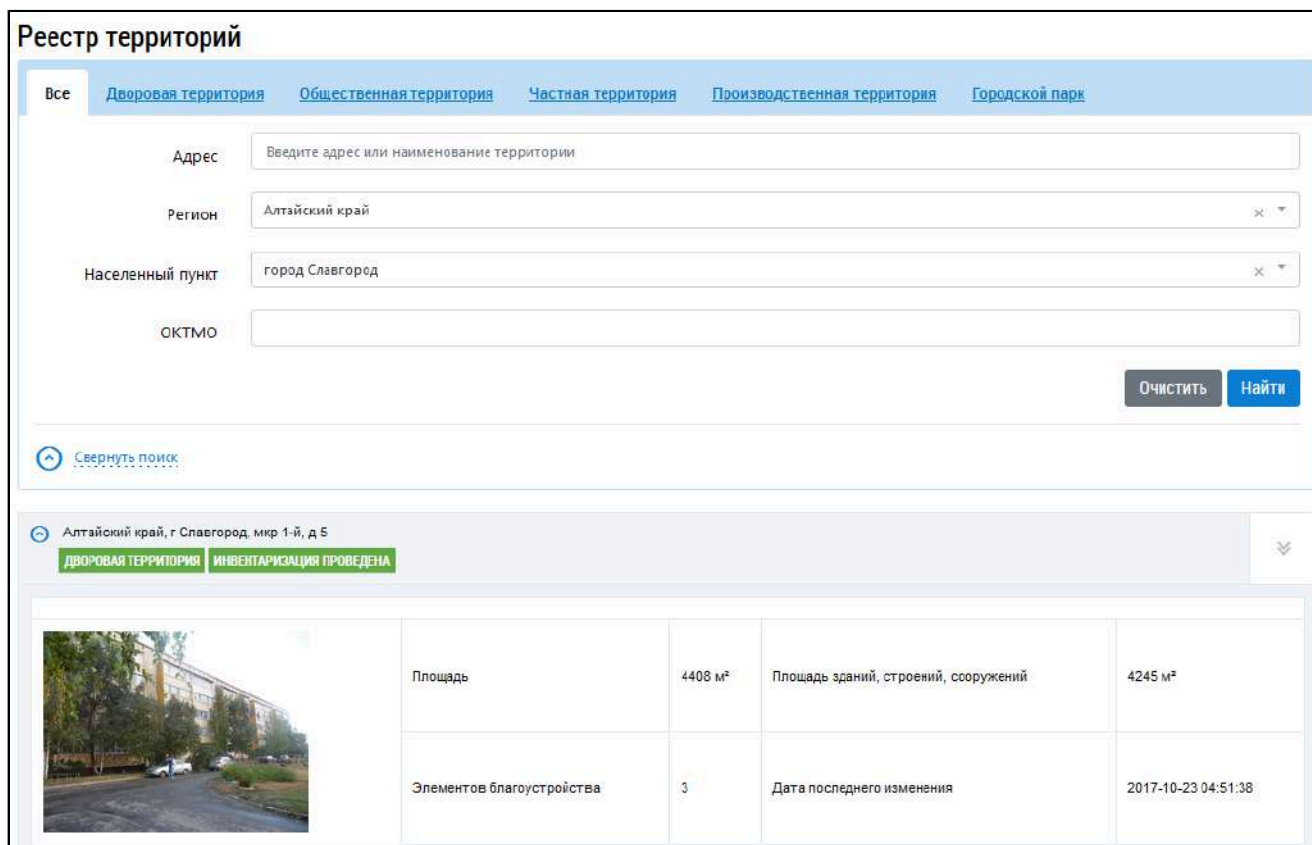 Реестр территорий
Все Дворовая территория Общественная территория Частная территория Производственная территория Городской парк
Адрес Введите адрес или наименование территории
Регион Алтайский край
Населенный пункт город Славгород
ОКТМО
Очистить Найти
Свернуть поиск
Алтайский край, г Славгород, мкр 1-й, д 5
ДВОРОВАЯ ТЕРРИТОРИЯ ИНВЕНТАРИЗАЦИЯ ПРОВЕДЕНА
Площадь 4408 м² Площадь зданий, строений, сооружений 4245 м²
Элементов благоустройства 3 Дата последнего изменения 2017-10-23 04:51:38